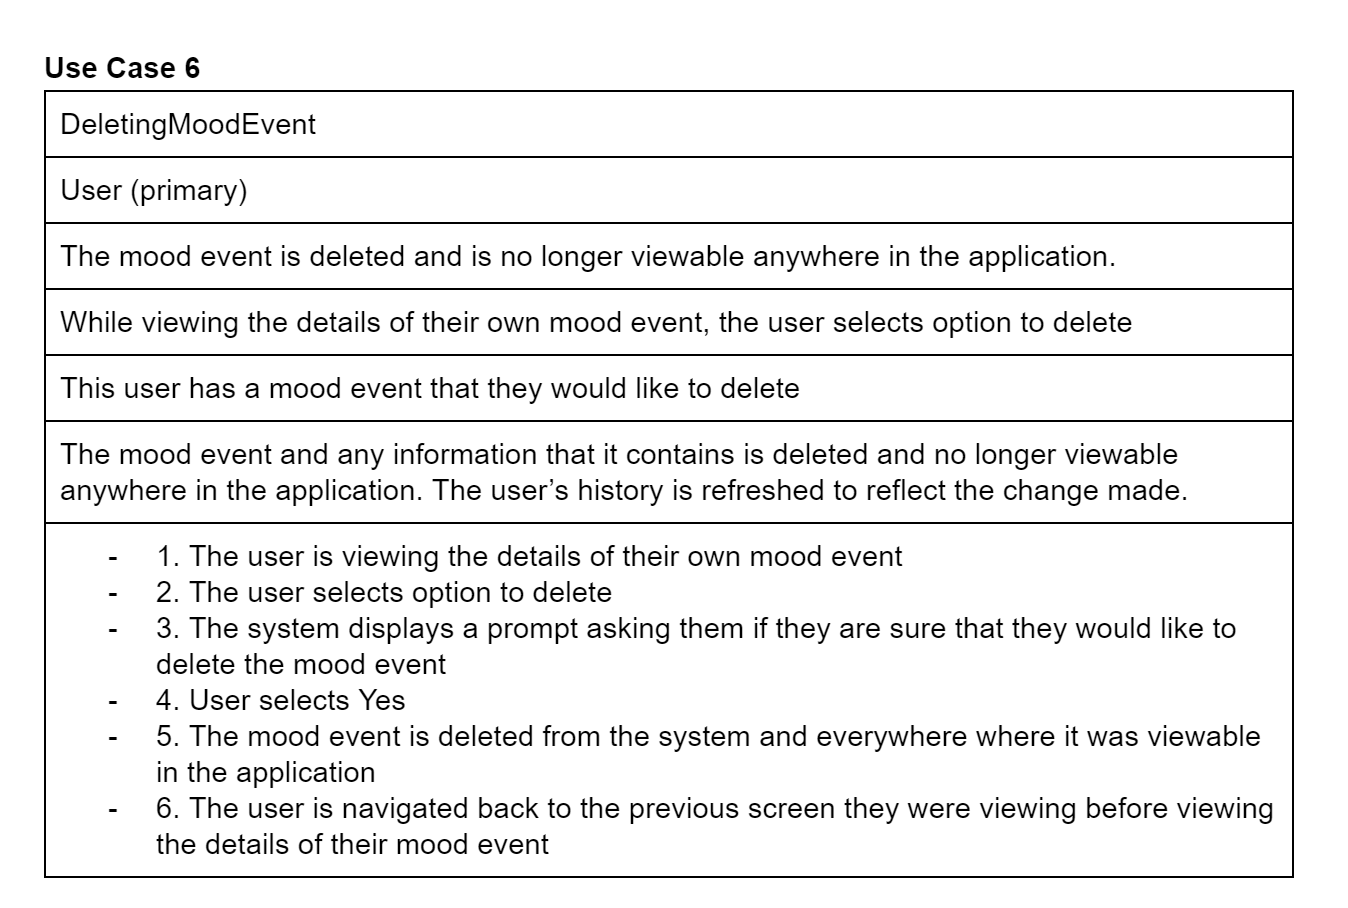 Use Case 6
DeletingMoodEvent
User (primary)
The mood event is deleted and is no longer viewable anywhere in the application.
While viewing the details of their own mood event, the user selects option to delete
This user has a mood event that they would like to delete
The mood event and any information that it contains is deleted and no longer viewable
anywhere in the application. The user’s history is refreshed to reflect the change made.
- 1. The user is viewing the details of their own mood event
- 2. The user selects option to delete
- 3. The system displays a prompt asking them if they are sure that they would like to
delete the mood event
- 4. User selects Yes
- 5. The mood event is deleted from the system and everywhere where it was viewable
in the application
- 6. The user is navigated back to the previous screen they were viewing before viewing
the details of their mood event